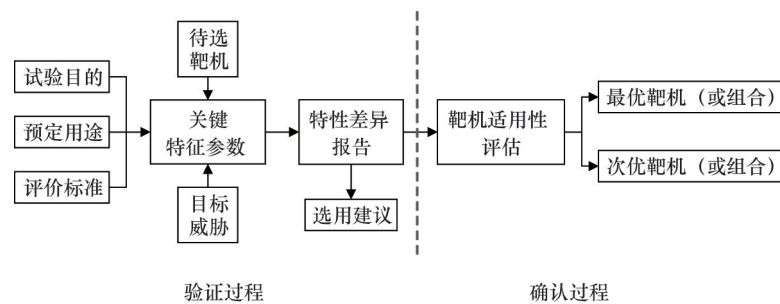 待选
靶机
试验目的
预定用途
评价标准
关键
特征参数
目标
威胁
特性差异
报告
选用建议
靶机适用性
评估
最优靶机（或组合）
次优靶机（或组合）
验证过程
确认过程